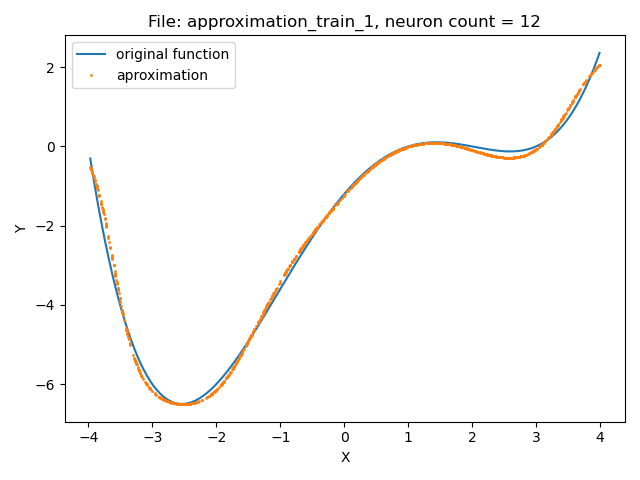 File: approximation_train_1, neuron count = 12
original function
aproximation
2
0
−2
−4
−6
Y
−4 −3 −2 −1 0 1 2 3 4
X